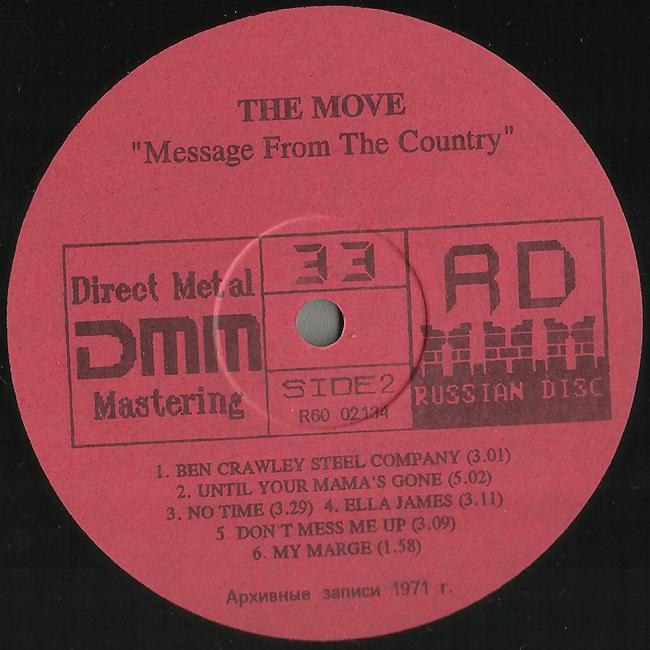 THE MOVE
"Message From The Country"
Direct Metal
DMM
Mastering
33
SIDE 2
R60 02134
RD
RUSSIAN DISC
1. BEN CRAWLEY STEEL COMPANY (3.01)
2. UNTIL YOUR MAMA'S GONE (5.02)
3. NO TIME (3.29) 4. ELLA JAMES (3.11)
5. DON'T MESS ME UP (3.09)
6. MY MARGE (1.58)
Архивные записи 1971 г.